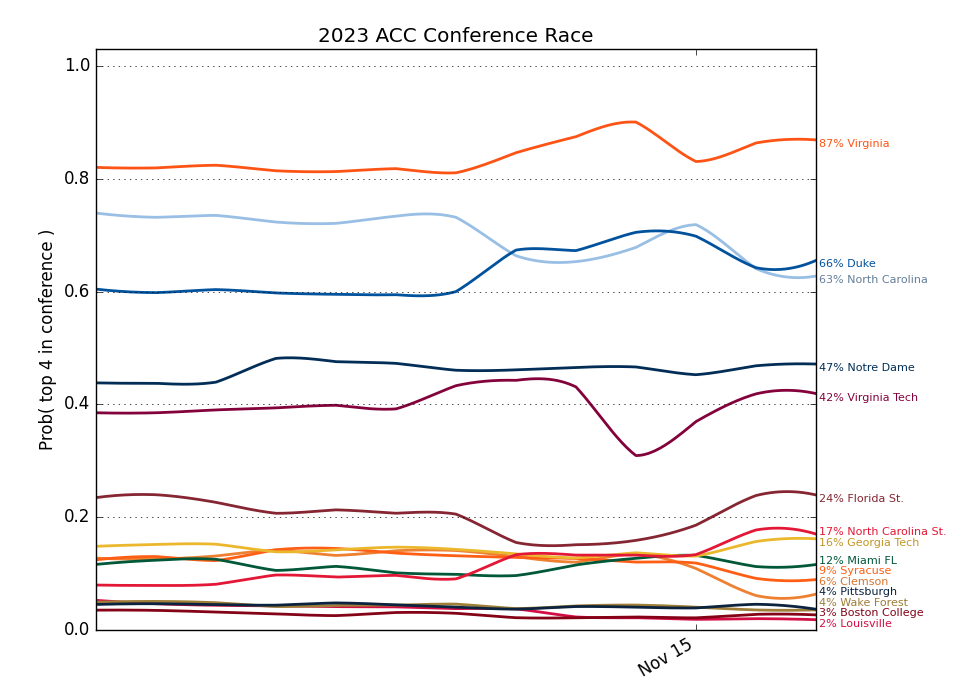 2023 ACC Conference Race
Prob( top 4 in conference )
1.0
0.8
0.6
0.4
0.2
0.0
Nov 15
87% Virginia
66% Duke
63% North Carolina
47% Notre Dame
42% Virginia Tech
24% Florida St.
17% North Carolina St.
16% Georgia Tech
12% Miami FL
9% Syracuse
6% Clemson
4% Pittsburgh
4% Wake Forest
3% Boston College
2% Louisville